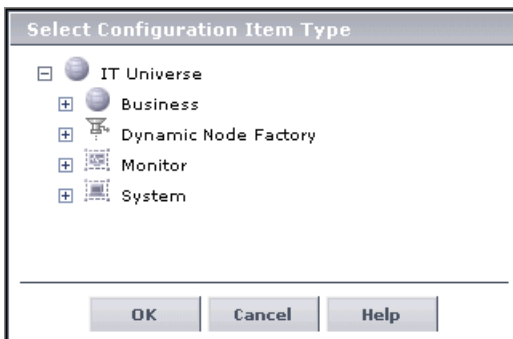 Select Configuration Item Type
IT Universe
Business
Dynamic Node Factory
Monitor
System
OK Cancel Help